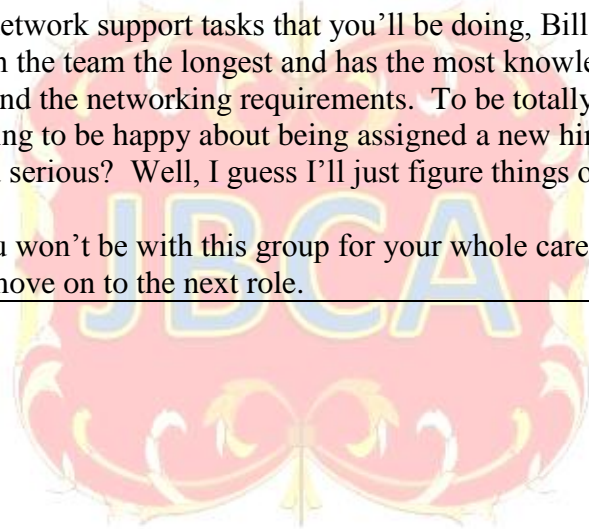 etwork support tasks that you'll be doing, Bill
the team the longest and has the most knowle
nd the networking requirements. To be totally
ng to be happy about being assigned a new hir
serious? Well, I guess I'll just figure things o
u won't be with this group for your whole care
nove on to the next role.
JBCA